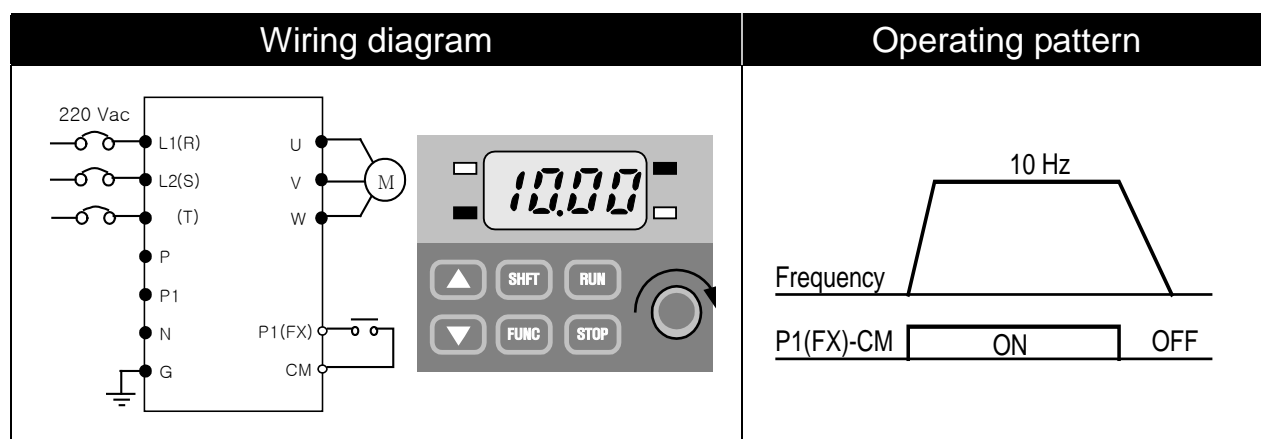 Wiring diagram
Operating pattern
220 Vac
L1(R)
L2(S)
(T)
P
P1
N
G
U
V
W
M
P1(FX)
CM
10.00
SHFT
RUN
FUNC
STOP
10 Hz
Frequency
P1(FX)-CM
ON
OFF